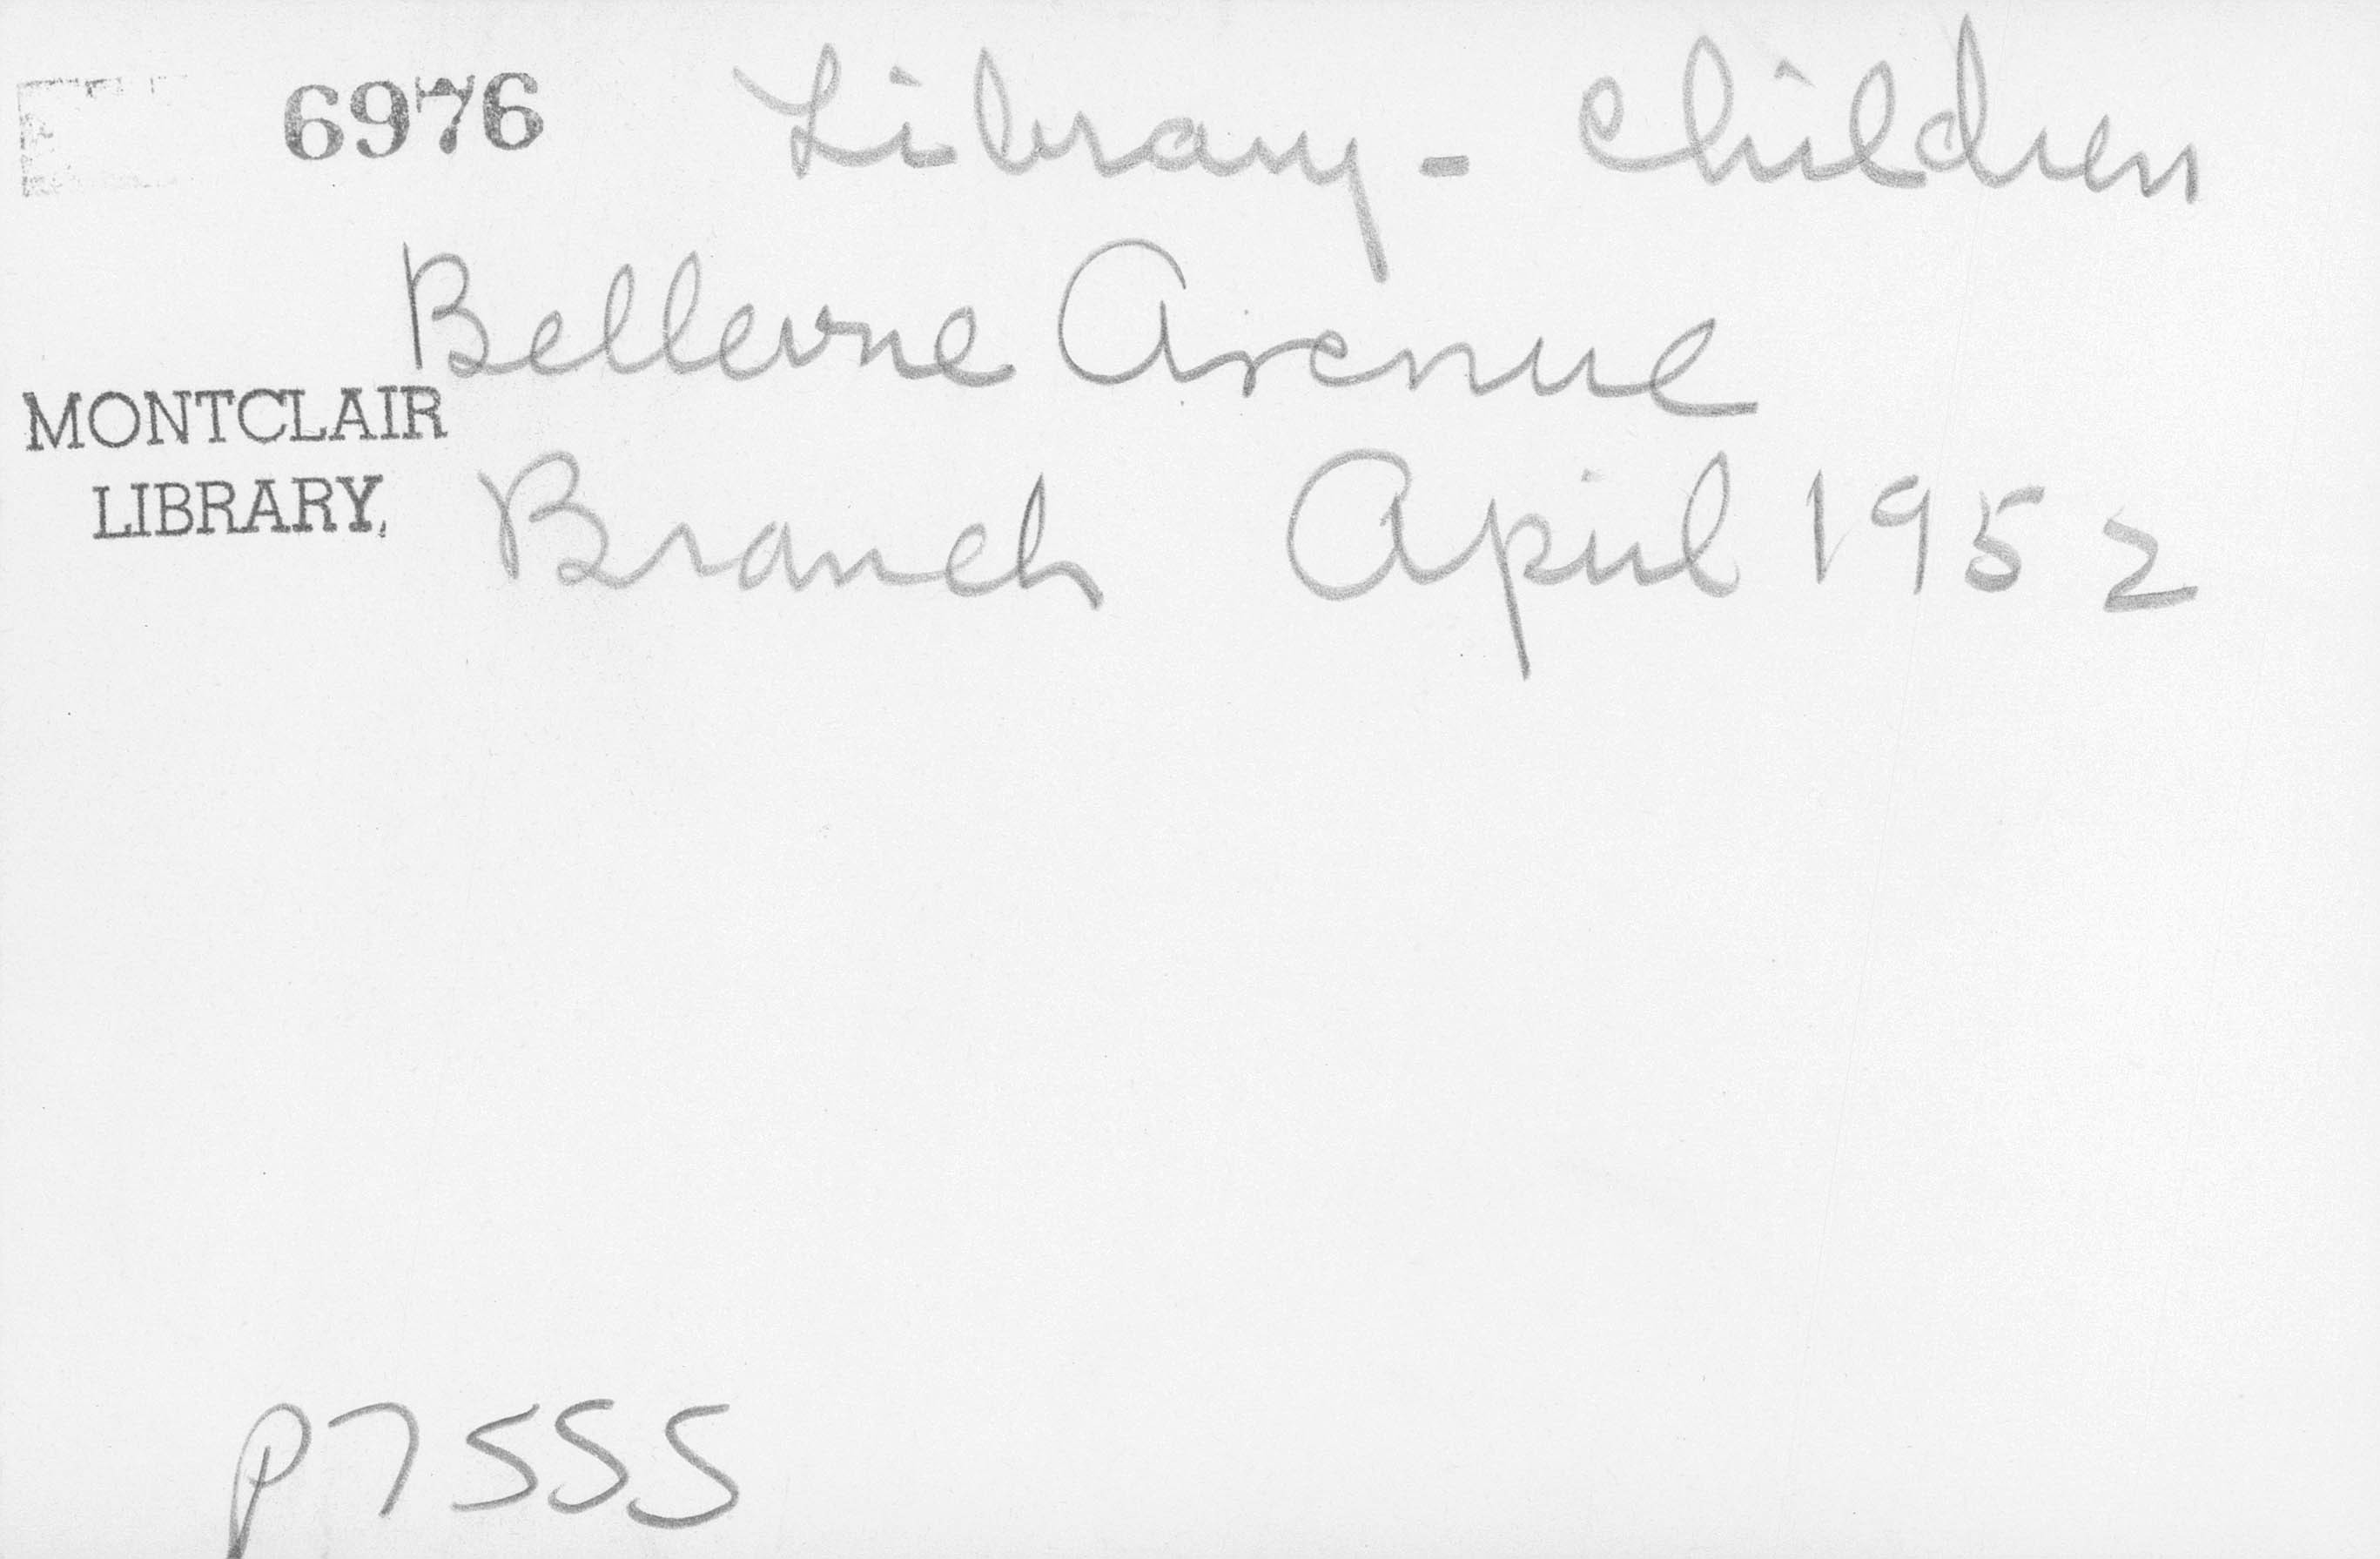 6976 Library - Children
Bellevue Avenue
MONTCLAIR
LIBRARY,
Branch April 1952
P7555